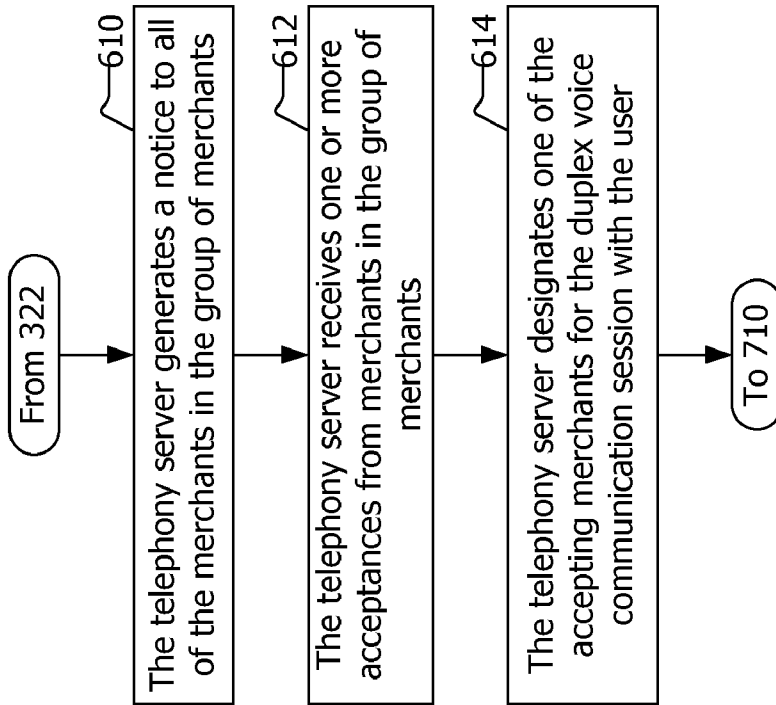 From 322
610
The telephony server generates a notice to all
of the merchants in the group of merchants
612
The telephony server receives one or more
acceptances from merchants in the group of
merchants
614
The telephony server designates one of the
accepting merchants for the duplex voice
communication session with the user
To 710